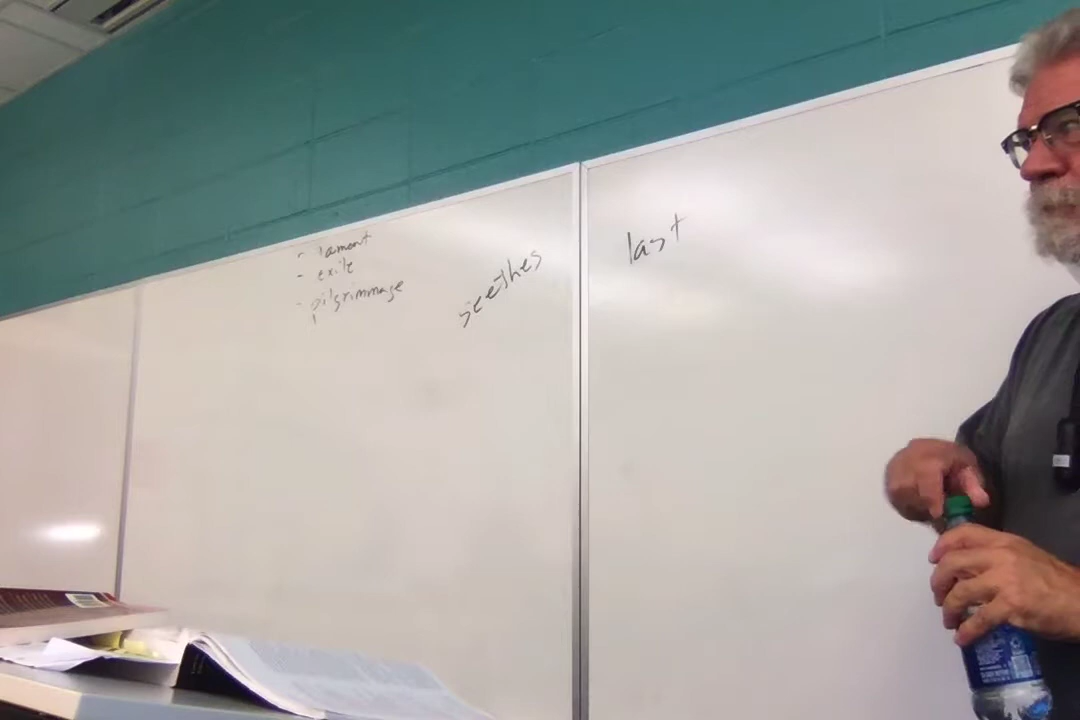 - lament
- exile
- pilgrimmage
seethes
last